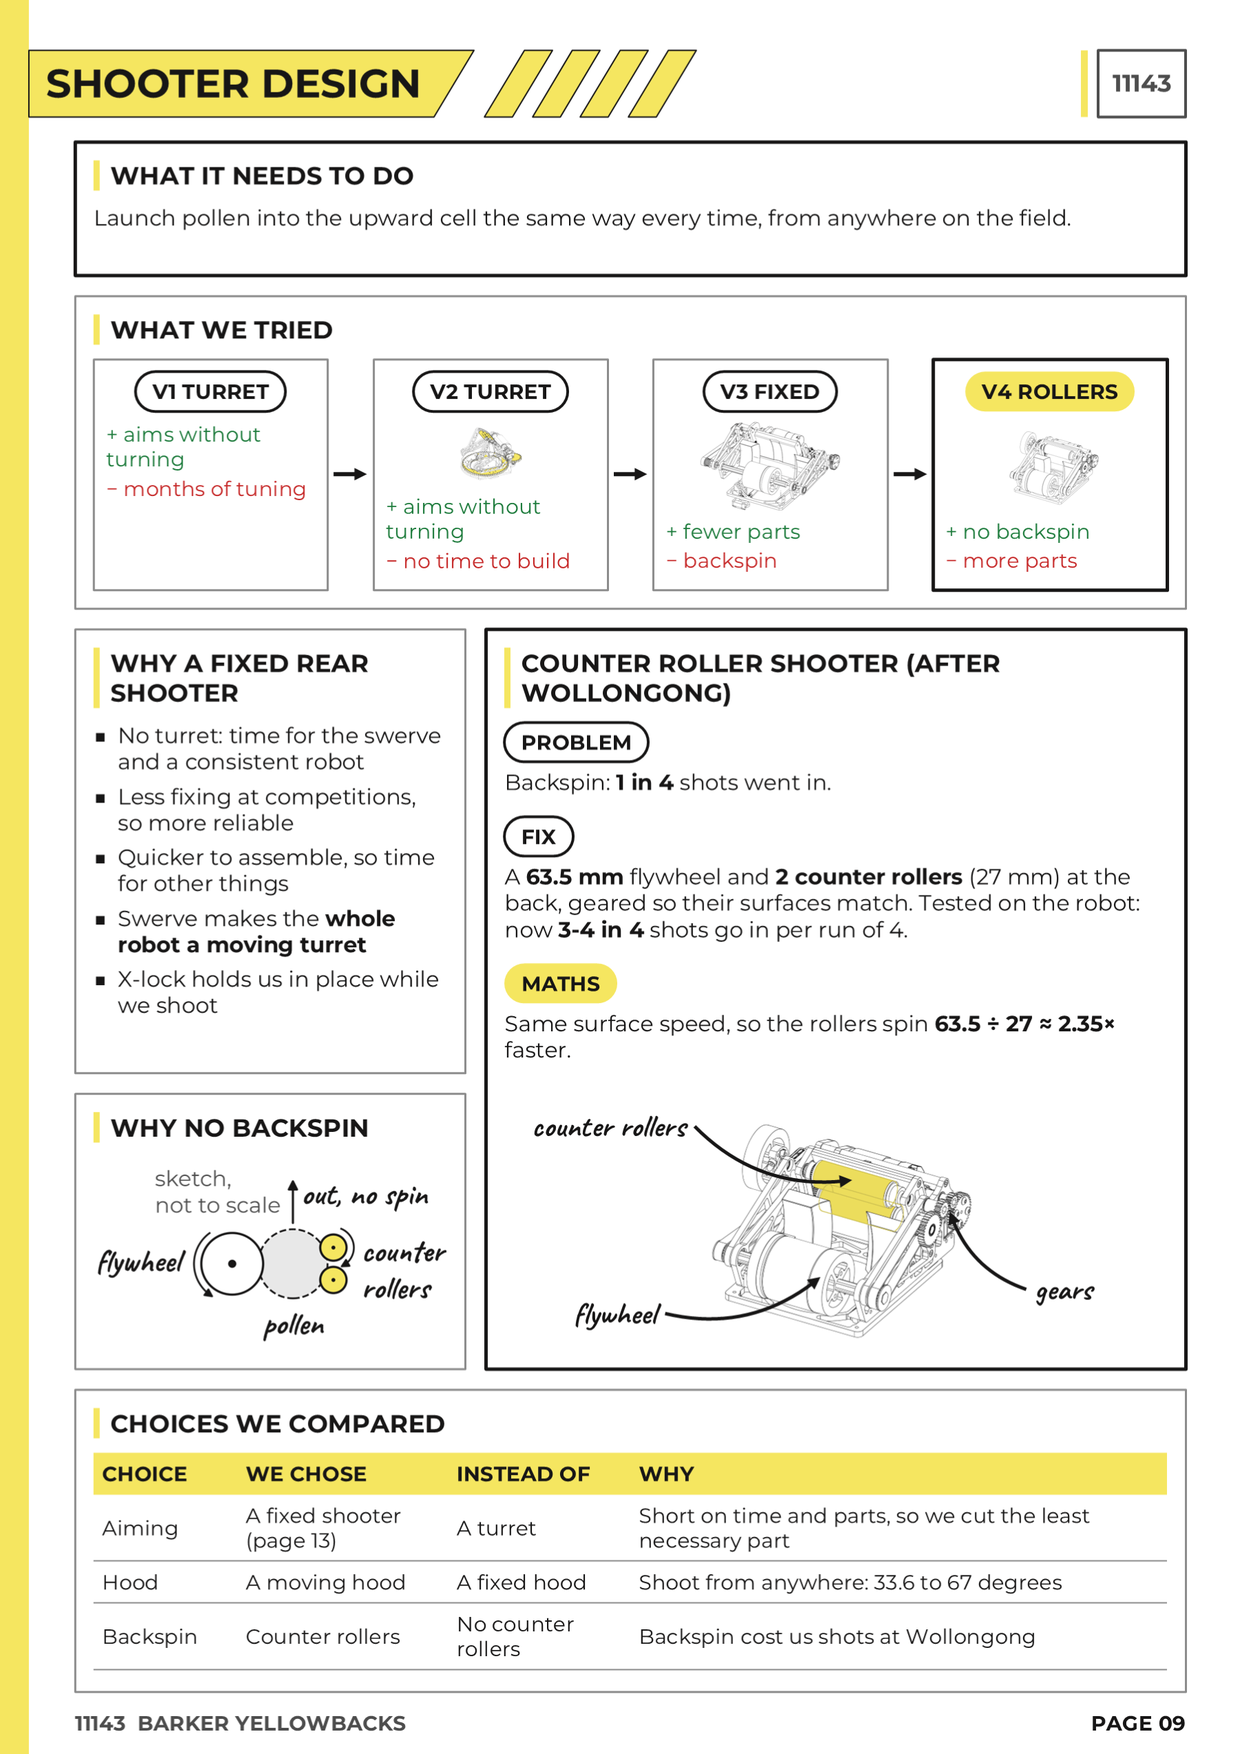 SHOOTER DESIGN
11143
WHAT IT NEEDS TO DO
Launch pollen into the upward cell the same way every time, from anywhere on the field.
WHAT WE TRIED
V1 TURRET
+ aims without
turning
− months of tuning
V2 TURRET
+ aims without
turning
− no time to build
V3 FIXED
+ fewer parts
− backspin
V4 ROLLERS
+ no backspin
− more parts
WHY A FIXED REAR
SHOOTER
▪ No turret: time for the swerve
and a consistent robot
▪ Less fixing at competitions,
so more reliable
▪ Quicker to assemble, so time
for other things
▪ Swerve makes the whole
robot a moving turret
▪ X-lock holds us in place while
we shoot
WHY NO BACKSPIN
sketch,
not to scale
out, no spin
flywheel
counter
rollers
pollen
COUNTER ROLLER SHOOTER (AFTER
WOLLONGONG)
PROBLEM
Backspin: 1 in 4 shots went in.
FIX
A 63.5 mm flywheel and 2 counter rollers (27 mm) at the
back, geared so their surfaces match. Tested on the robot:
now 3-4 in 4 shots go in per run of 4.
MATHS
Same surface speed, so the rollers spin 63.5 ÷ 27 ≈ 2.35×
faster.
counter rollers
gears
flywheel
CHOICES WE COMPARED
CHOICE WE CHOSE INSTEAD OF WHY
Aiming
A fixed shooter
(page 13)
A turret
Short on time and parts, so we cut the least
necessary part
Hood A moving hood A fixed hood Shoot from anywhere: 33.6 to 67 degrees
Backspin Counter rollers
No counter
rollers
Backspin cost us shots at Wollongong
11143 BARKER YELLOWBACKS
PAGE 09